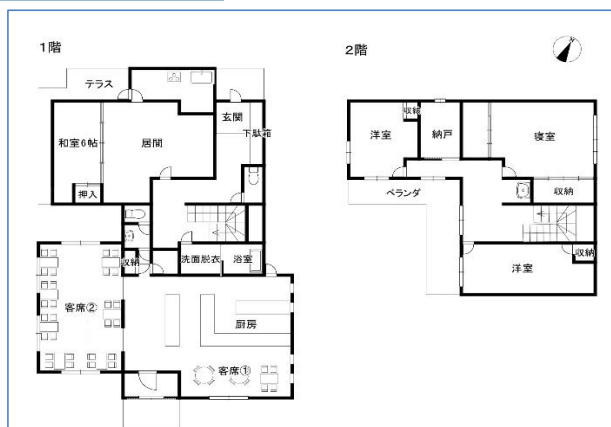 1階
2階
テラス
玄関
下駄箱
和室6帖
居間
押入
収納
洗面脱衣
浴室
客席②
厨房
客席①
洋室
収納
納戸
寝室
ベランダ
収納
洋室
収納